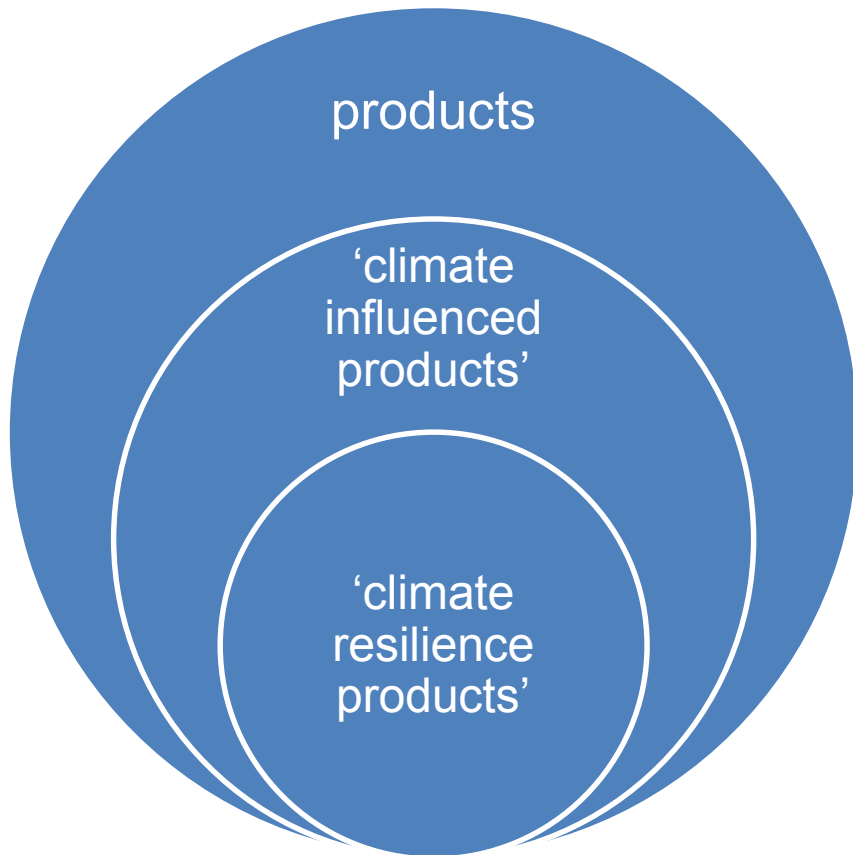 products
‘climate
influenced
products’
‘climate
resilience
products’